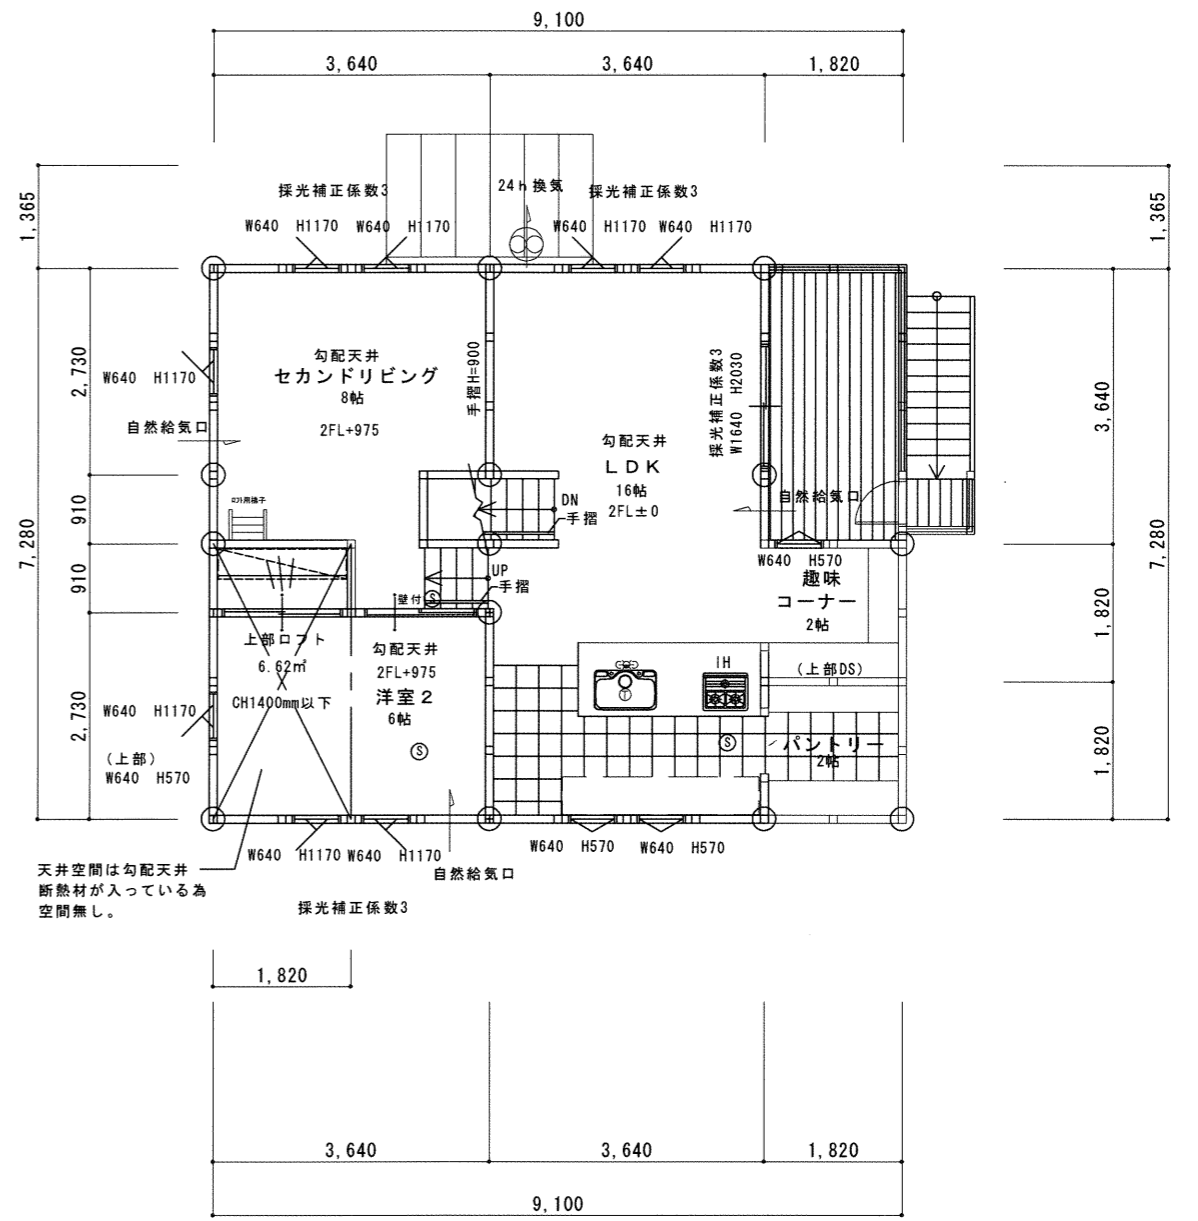 9,100
3,640
3,640
1,820
1,365
1,365
採光補正係数3
24h換気
採光補正係数3
W640 H1170
W640 H1170
W640 H1170
W640 H1170
2,730
勾配天井
セカンドリビング
8帖
2FL+975
手摺H=900
W640 H1170
自然給気口
採光補正係数3
W1640 H2030
3,640
勾配天井
LDK
16帖
2FL±0
自然給気口
ロフト用梯子
910
DN
手摺
7,280
7,280
910
UP
手摺
壁付
S
W640 H570
趣味
コーナー
2帖
1,820
上部ロフト
6.62㎡
CH1400mm以下
勾配天井
2FL+975
洋室2
6帖
S
IH
(上部DS)
2,730
W640 H1170
(上部)
W640 H570
S
パントリー
2帖
1,820
W640 H1170
W640 H1170
W640 H570
W640 H570
自然給気口
天井空間は勾配天井
断熱材が入っている為
空間無し。
採光補正係数3
1,820
3,640
3,640
1,820
9,100